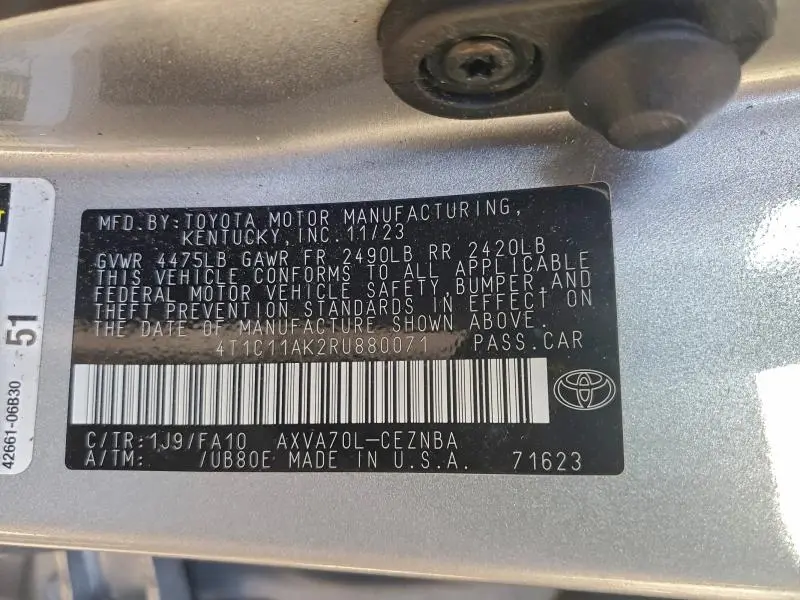 MFD.BY:TOYOTA MOTOR MANUFACTURING,
KENTUCKY,INC.11/23
GVWR 4475LB GAWR FR 2490LB RR 2420LB
THIS VEHICLE CONFORMS TO ALL APPLICABLE
FEDERAL MOTOR VEHICLE SAFETY,BUMPER,AND
THEFT PREVENTION STANDARDS IN EFFECT ON
THE DATE OF MANUFACTURE SHOWN ABOVE.
4T1C11AK2RU880071 PASS.CAR
C/TR:1J9/FA10 AXVA70L-CEZNBA
A/TM: /UB80E MADE IN U.S.A. 71623
51
42661-06B30